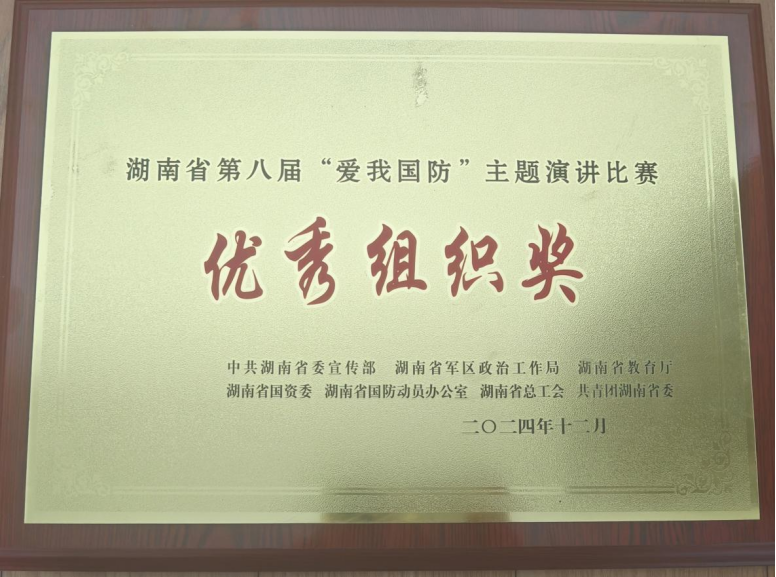 湖南省第八届“爱我国防”主题演讲比赛
优秀组织奖
中共湖南省委宣传部 湖南省军区政治工作局 湖南省教育厅
湖南省国资委 湖南省国防动员办公室 湖南省总工会 共青团湖南省委
二〇二四年十二月